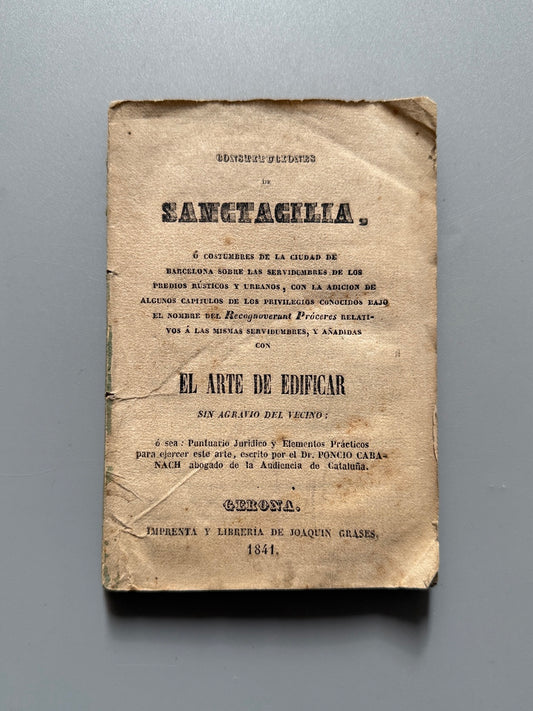 CONSTITUCIONES
DE
SANCTACILIA,
Ó COSTUMBRES DE LA CIUDAD DE
BARCELONA SOBRE LAS SERVIDUMBRES DE LOS
PREDIOS RÚSTICOS Y URBANOS, CON LA ADICION DE
ALGUNOS CAPITULOS DE LOS PRIVILEGIOS CONOCIDOS BAJO
EL NOMBRE DEL Recognoverunt Próceres RELATI-
VOS Á LAS MISMAS SERVIDUMBRES, Y AÑADIDAS
CON
EL ARTE DE EDIFICAR
SIN AGRAVIO DEL VECINO:
ó sea: Puntuario Jurídico y Elementos Prácticos
para ejercer este arte, escrito por el Dr. PONCIO CABA-
NACH abogado de la Audiencia de Cataluña.
GERONA.
IMPRENTA Y LIBRERÍA DE JOAQUIN GRASES,
1841.